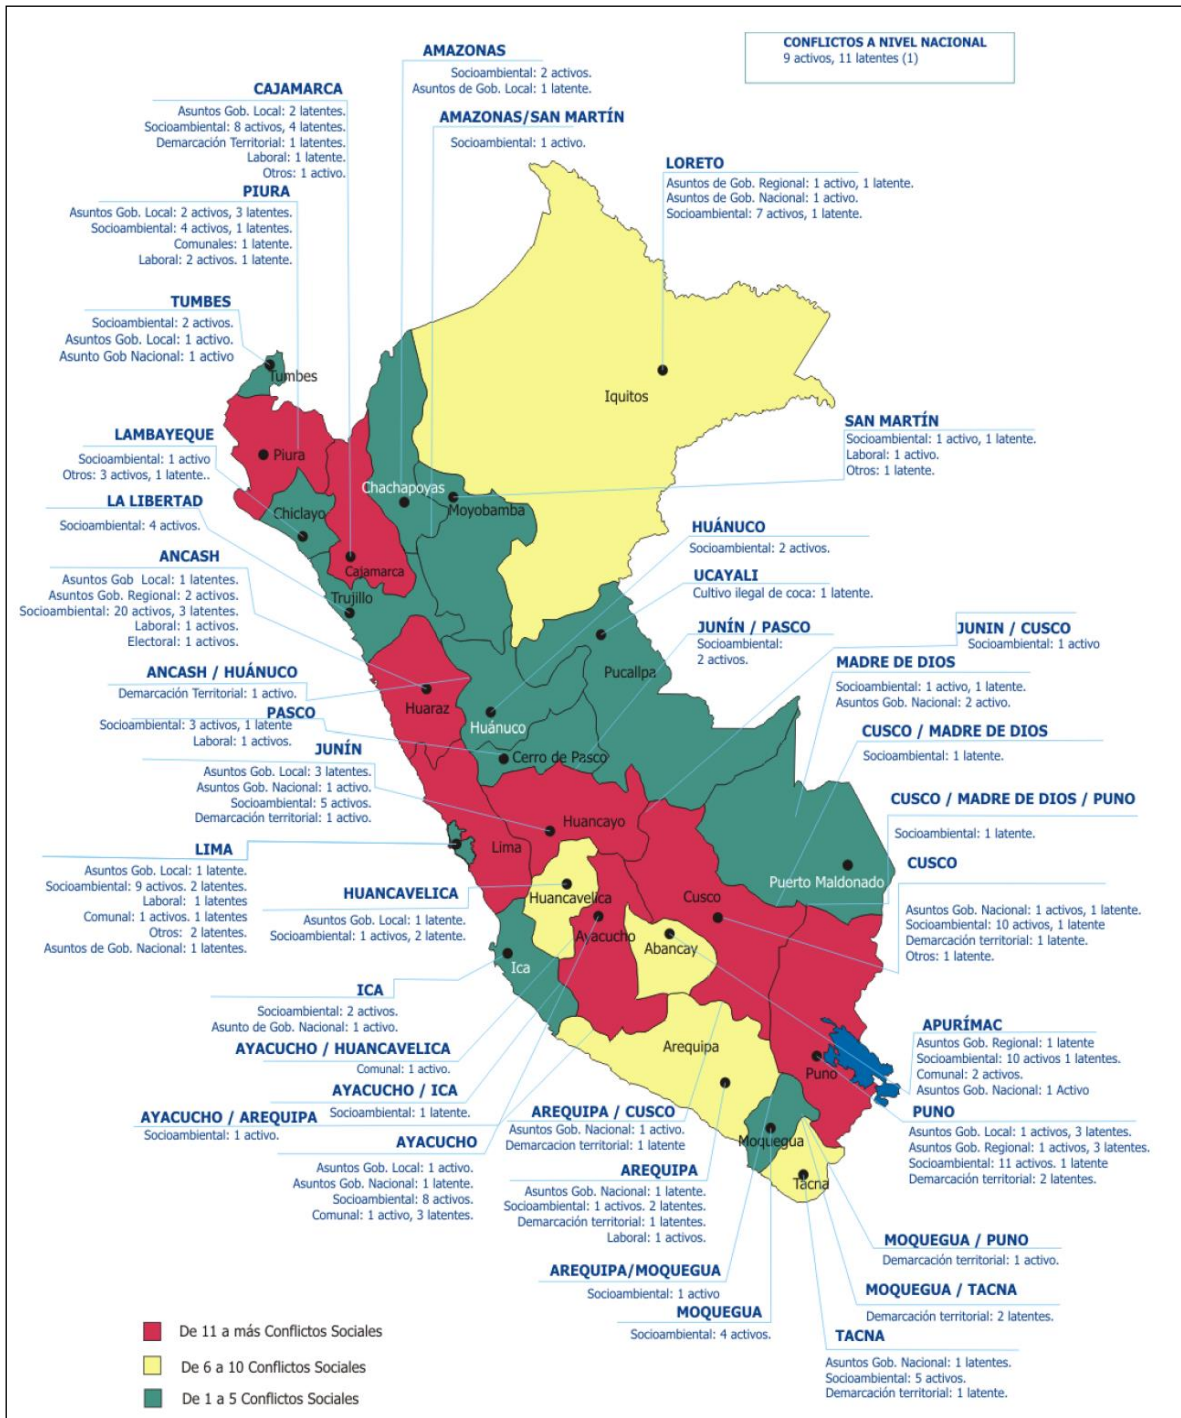 CONFLICTOS A NIVEL NACIONAL
9 activos, 11 latentes (1)
AMAZONAS
Socioambiental: 2 activos.
Asuntos de Gob. Local: 1 latente.
CAJAMARCA
Asuntos Gob. Local: 2 latentes.
Socioambiental: 8 activos, 4 latentes.
Demarcación Territorial: 1 latentes.
Laboral: 1 latente.
Otros: 1 activo.
AMAZONAS/SAN MARTÍN
Socioambiental: 1 activo.
LORETO
Asuntos de Gob. Regional: 1 activo, 1 latente.
Asuntos de Gob. Nacional: 1 activo.
Socioambiental: 7 activos, 1 latente.
PIURA
Asuntos Gob. Local: 2 activos, 3 latentes.
Socioambiental: 4 activos, 1 latentes.
Comunales: 1 latente.
Laboral: 2 activos. 1 latente.
TUMBES
Socioambiental: 2 activos.
Asuntos Gob. Local: 1 activo.
Asunto Gob Nacional: 1 activo
Tumbes
Iquitos
SAN MARTÍN
Socioambiental: 1 activo, 1 latente.
Laboral: 1 activo.
Otros: 1 latente.
LAMBAYEQUE
Socioambiental: 1 activo
Otros: 3 activos, 1 latente..
Piura
Chachapoyas
Moyobamba
LA LIBERTAD
Socioambiental: 4 activos.
Chiclayo
HUÁNUCO
Socioambiental: 2 activos.
ANCASH
Asuntos Gob  Local: 1 latentes.
Asuntos Gob. Regional: 2 activos.
Socioambiental: 20 activos, 3 latentes.
Laboral: 1 activos.
Electoral: 1 activos.
Cajamarca
Trujillo
UCAYALI
Cultivo ilegal de coca: 1 latente.
JUNÍN / PASCO
Socioambiental:
2 activos.
JUNIN / CUSCO
Socioambiental: 1 activo
ANCASH / HUÁNUCO
Demarcación Territorial: 1 activo.
Pucallpa
MADRE DE DIOS
Socioambiental: 1 activo, 1 latente.
Asuntos Gob. Nacional: 2 activo.
Huaraz
Huánuco
PASCO
Socioambiental: 3 activos, 1 latente
Laboral: 1 activos.
CUSCO / MADRE DE DIOS
Socioambiental: 1 latente.
JUNÍN
Asuntos Gob. Local: 3 latentes.
Asuntos Gob. Nacional: 1 activo.
Socioambiental: 5 activos.
Demarcación territorial: 1 activo.
Cerro de Pasco
CUSCO / MADRE DE DIOS / PUNO
Socioambiental: 1 latente.
Huancayo
Lima
LIMA
Asuntos Gob. Local: 1 latente.
Socioambiental: 9 activos. 2 latentes.
Laboral:  1 latentes
Comunal: 1 activos. 1 latentes
Otros:  2 latentes.
Asuntos de Gob. Nacional: 1 latentes.
CUSCO
Asuntos Gob. Nacional: 1 activos, 1 latente.
Socioambiental: 10 activos, 1 latente
Demarcación territorial: 1 latente.
Otros: 1 latente.
Puerto Maldonado
HUANCAVELICA
Asuntos Gob. Local: 1 latente.
Socioambiental: 1 activos, 2 latente.
Huancavelica
Cusco
Ayacucho
Abancay
Ica
ICA
Socioambiental: 2 activos.
Asunto de Gob. Nacional: 1 activo.
APURÍMAC
Asuntos Gob. Regional: 1 latente
Socioambiental: 10 activos 1 latentes.
Comunal: 2 activos.
Asuntos Gob. Nacional: 1 Activo
AYACUCHO / HUANCAVELICA
Comunal: 1 activo.
Arequipa
Puno
AYACUCHO / ICA
Socioambiental: 1 latente.
AYACUCHO / AREQUIPA
Socioambiental: 1 activo.
AREQUIPA / CUSCO
Asuntos Gob. Nacional: 1 activo.
Demarcacion territorial: 1 latente
PUNO
Asuntos Gob. Local: 1 activos, 3 latentes.
Asuntos Gob. Regional: 1 activos, 3 latentes.
Socioambiental: 11 activos. 1 latente
Demarcación territorial: 2 latentes.
Moquegua
AYACUCHO
Asuntos Gob. Local: 1 activo.
Asuntos Gob. Nacional: 1 latente.
Socioambiental: 8 activos.
Comunal: 1 activo, 3 latentes.
AREQUIPA
Asuntos Gob. Nacional: 1 latente.
Socioambiental: 1 activos. 2 latentes.
Demarcación territorial: 1 latentes.
Laboral: 1 activos.
Tacna
MOQUEGUA / PUNO
Demarcación territorial: 1 activo.
AREQUIPA/MOQUEGUA
Socioambiental: 1 activo
MOQUEGUA / TACNA
Demarcación territorial: 2 latentes.
MOQUEGUA
Socioambiental: 4 activos.
TACNA
Asuntos Gob. Nacional: 1 latentes.
Socioambiental: 5 activos.
Demarcación territorial: 1 latente.
De 11 a más Conflictos Sociales
De 6 a 10 Conflictos Sociales
De 1 a 5 Conflictos Sociales